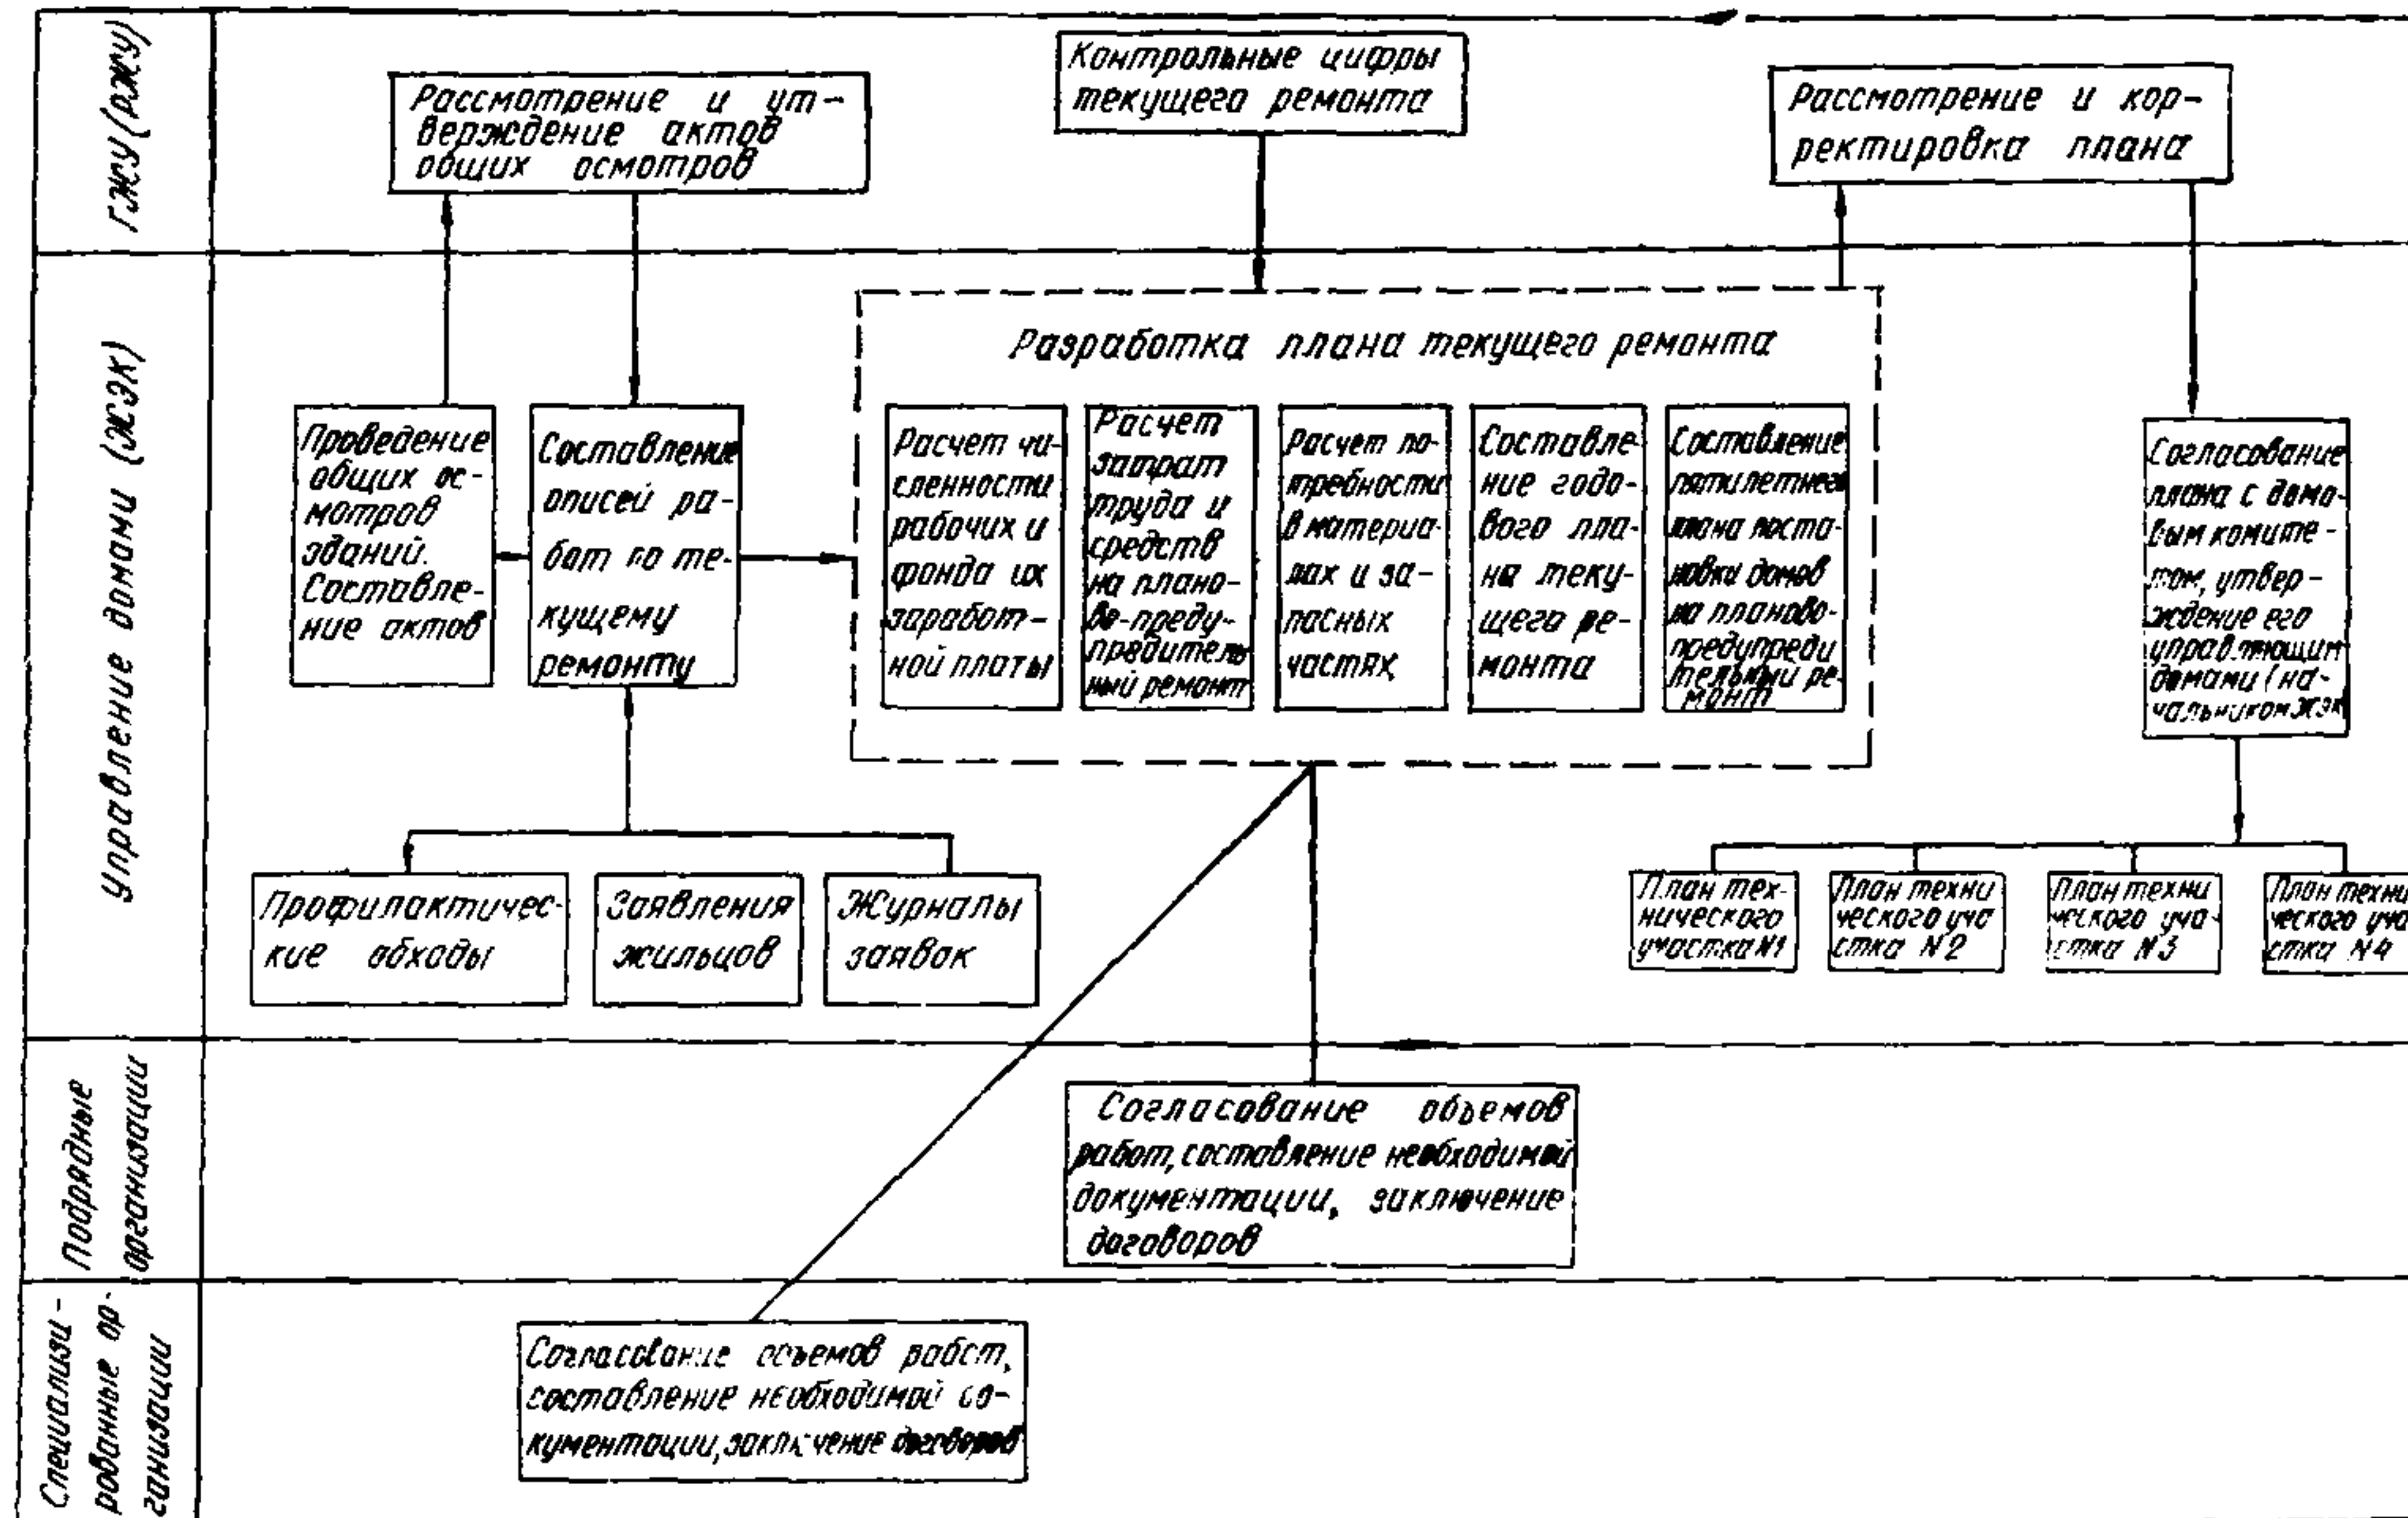 ГЖУ(РЖУ)
Рассмотрение и ут-
верждение актов
общих осмотров
Контрольные цифры
текущего ремонта
Рассмотрение и кор-
ректировка плана
Управление домами (ЖЭК)
Разработка плана текущего ремонта
Проведение
общих ос-
мотров
зданий.
Составле-
ние актов
Составление
описей ра-
бот по те-
кущему
ремонту
Расчет чи-
сленности
рабочих и
фонда их
заработ-
ной платы
Расчет
затрат
труда и
средств
на плано-
во-преду-
предитель
ный ремонт
Расчет по-
требности
в материа-
лах и за-
пасных
частях
Составле-
ние годо-
вого пла-
на теку-
щего ре-
монта
Составление
пятилетнего
плана поста-
новки домов
на планово-
предупреди
тельный ре-
монт
Согласование
плана с домо-
вым комите-
том, утвер-
ждение его
управляющим
домами (на-
чальником ЖЭК
Профилактичес-
кие обходы
Заявления
жильцов
Журналы
заявок
План тех-
нического
участка N1
План техни
ческого уча
стка N2
План техни
ческого уча-
стка N3
План техни
ческого уча
стка N4
Подрядные
организации
Согласование объемов
работ, составление необходимой
документации, заключение
договоров
Специализи-
рованные ор-
ганизации
Согласование объемов работ,
составление необходимой до-
кументации, заключение договоров